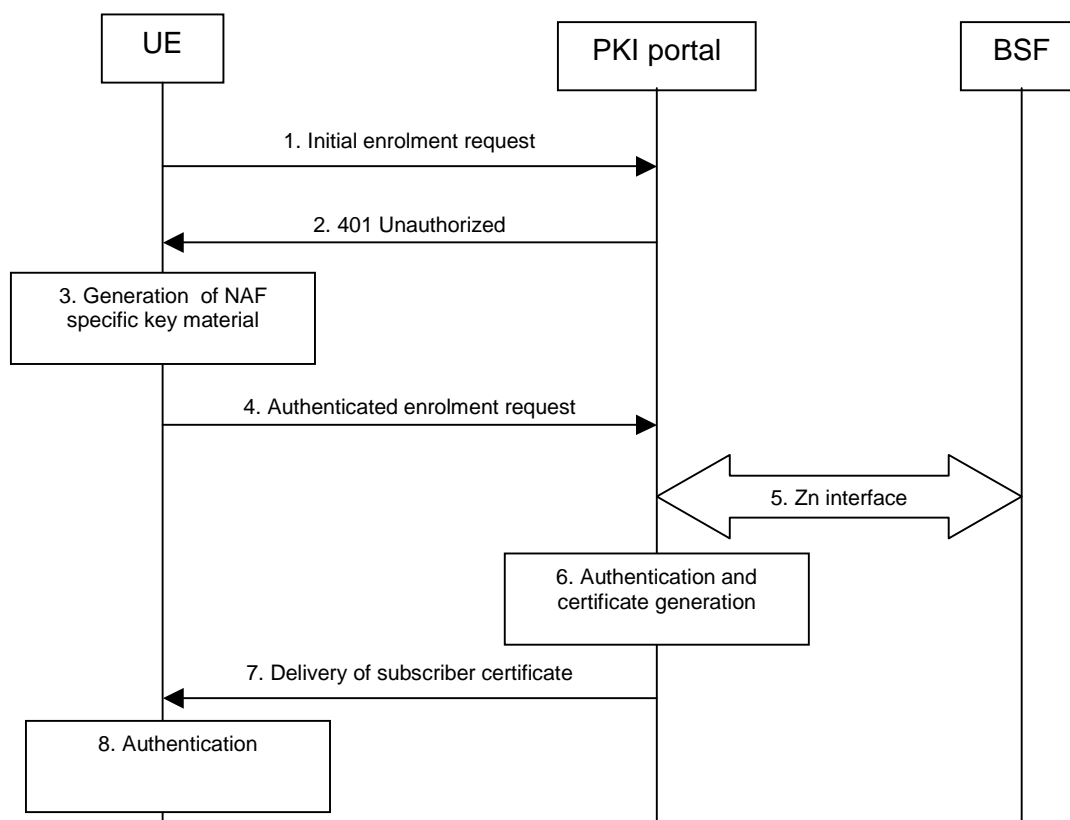 UE
PKI portal
BSF
1. Initial enrolment request
2. 401 Unauthorized
3. Generation of NAF
specific key material
4. Authenticated enrolment request
5. Zn interface
6. Authentication and
certificate generation
7. Delivery of subscriber certificate
8. Authentication